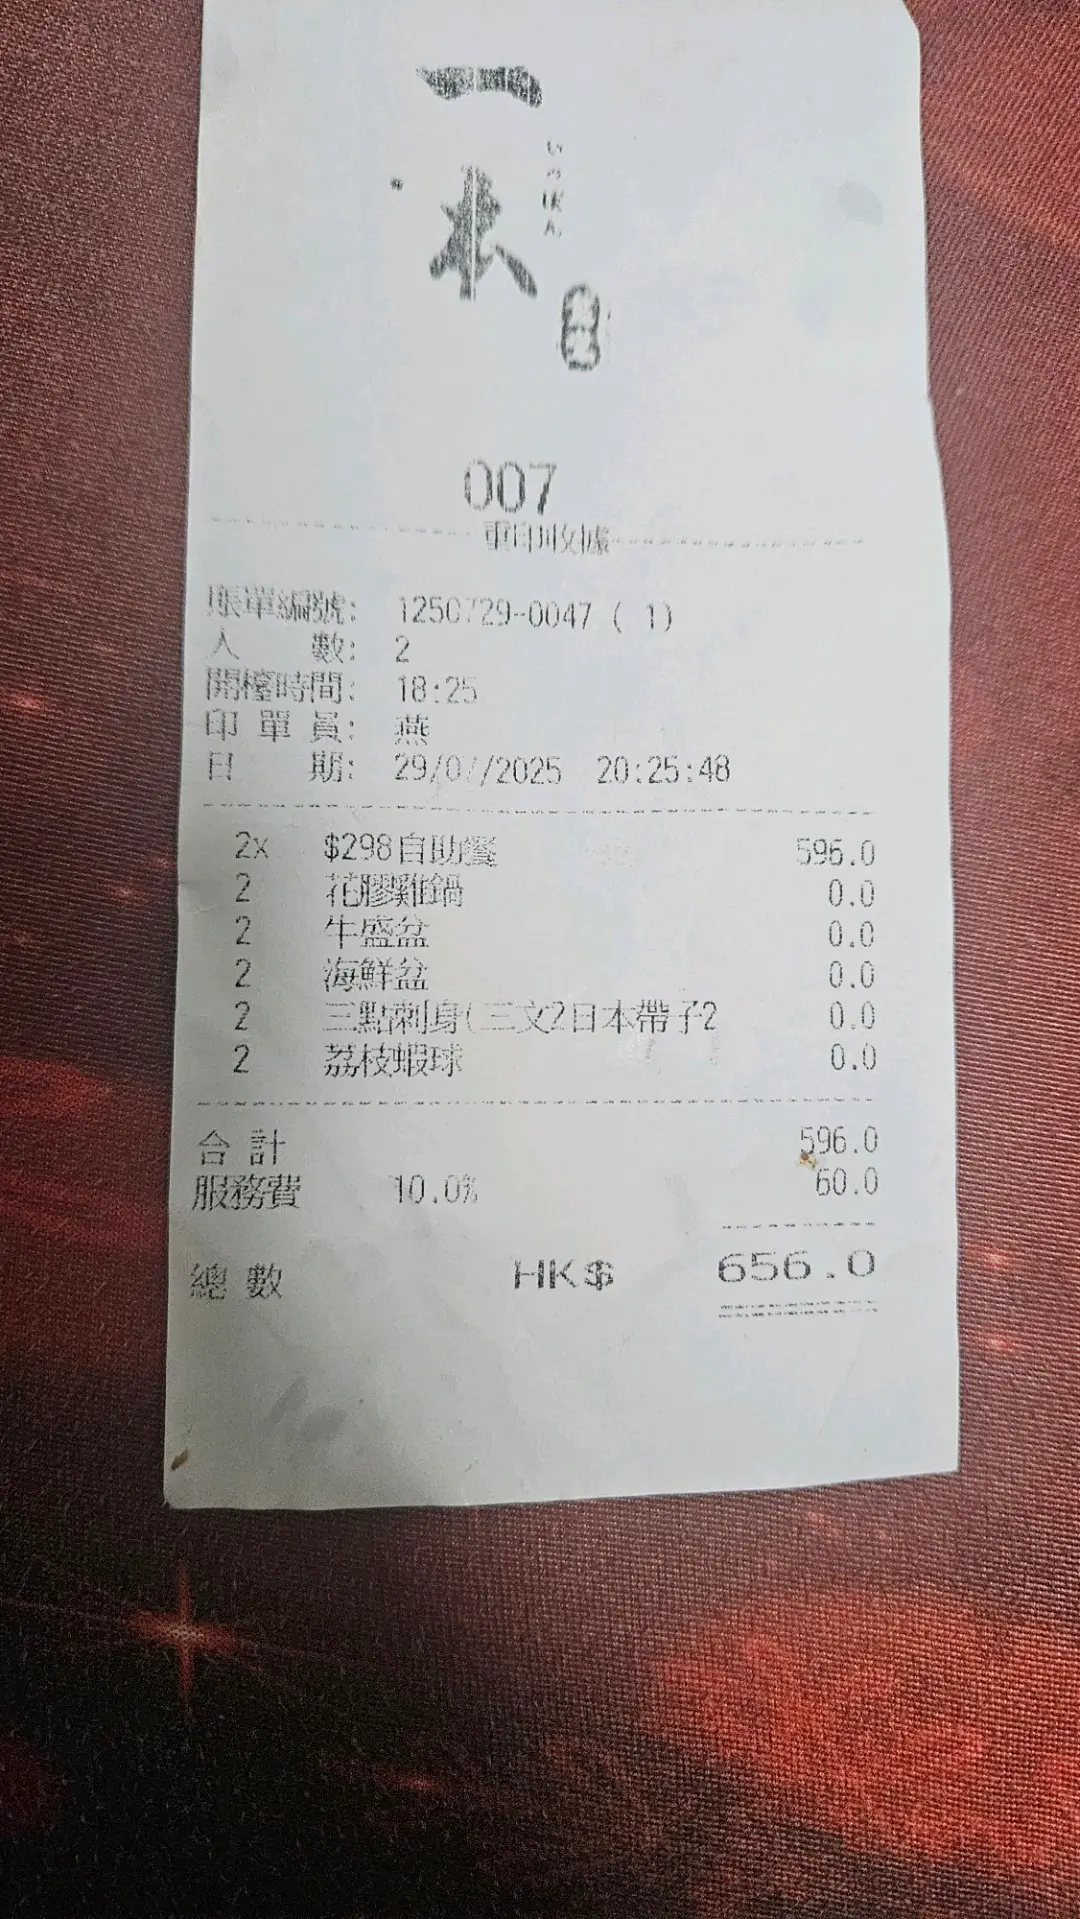 一
本
いっぽん
007
重印收據
賬單編號: 1250729-0047 ( 1)
人 數: 2
開檯時間: 18:25
印 單 員: 燕
日 期: 29/07/2025 20:25:48
2x $298自助餐 596.0
2 花膠雞鍋 0.0
2 牛盛盆 0.0
2 海鮮盆 0.0
2 三點刺身(三文2日本帶子2 0.0
2 荔枝蝦球 0.0
合 計 596.0
服務費 10.0% 60.0
總 數 HK$ 656.0